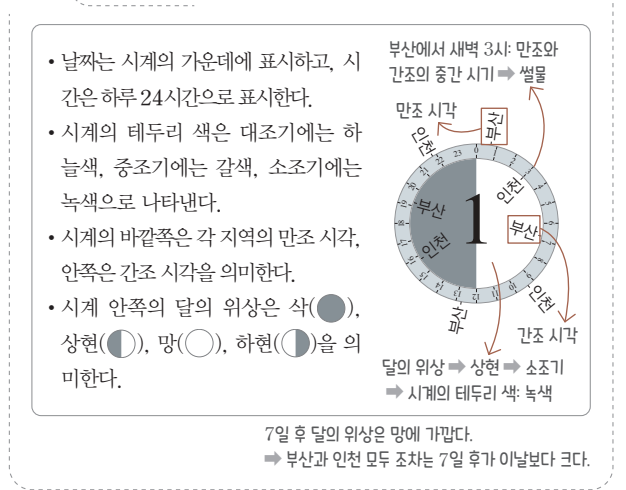 • 날짜는 시계의 가운데에 표시하고, 시
간은 하루 24시간으로 표시한다.
• 시계의 테두리 색은 대조기에는 하
늘색, 중조기에는 갈색, 소조기에는
녹색으로 나타낸다.
• 시계의 바깥쪽은 각 지역의 만조 시각,
안쪽은 간조 시각을 의미한다.
• 시계 안쪽의 달의 위상은 삭( ),
상현( ), 망( ), 하현( )을 의
미한다.
부산에서 새벽 3시: 만조와
간조의 중간 시기 ➡ 썰물
만조 시각
인천
부산
23 0 1
인천
부산
1
부산
인천
인천
부산
간조 시각
달의 위상 ➡ 상현 ➡ 소조기
➡ 시계의 테두리 색: 녹색
7일 후 달의 위상은 망에 가깝다.
➡ 부산과 인천 모두 조차는 7일 후가 이날보다 크다.